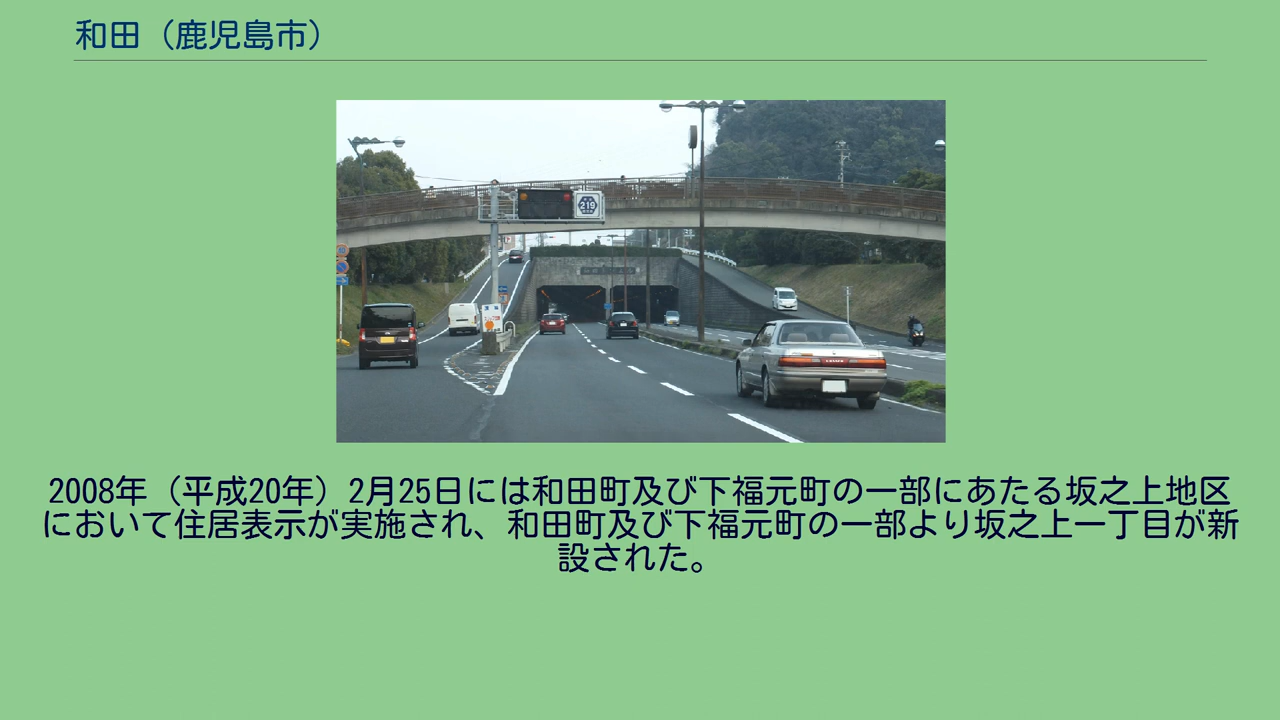 和田（鹿児島市）
219
2008年（平成20年）2月25日には和田町及び下福元町の一部にあたる坂之上地区
において住居表示が実施され、和田町及び下福元町の一部より坂之上一丁目が新
設された。